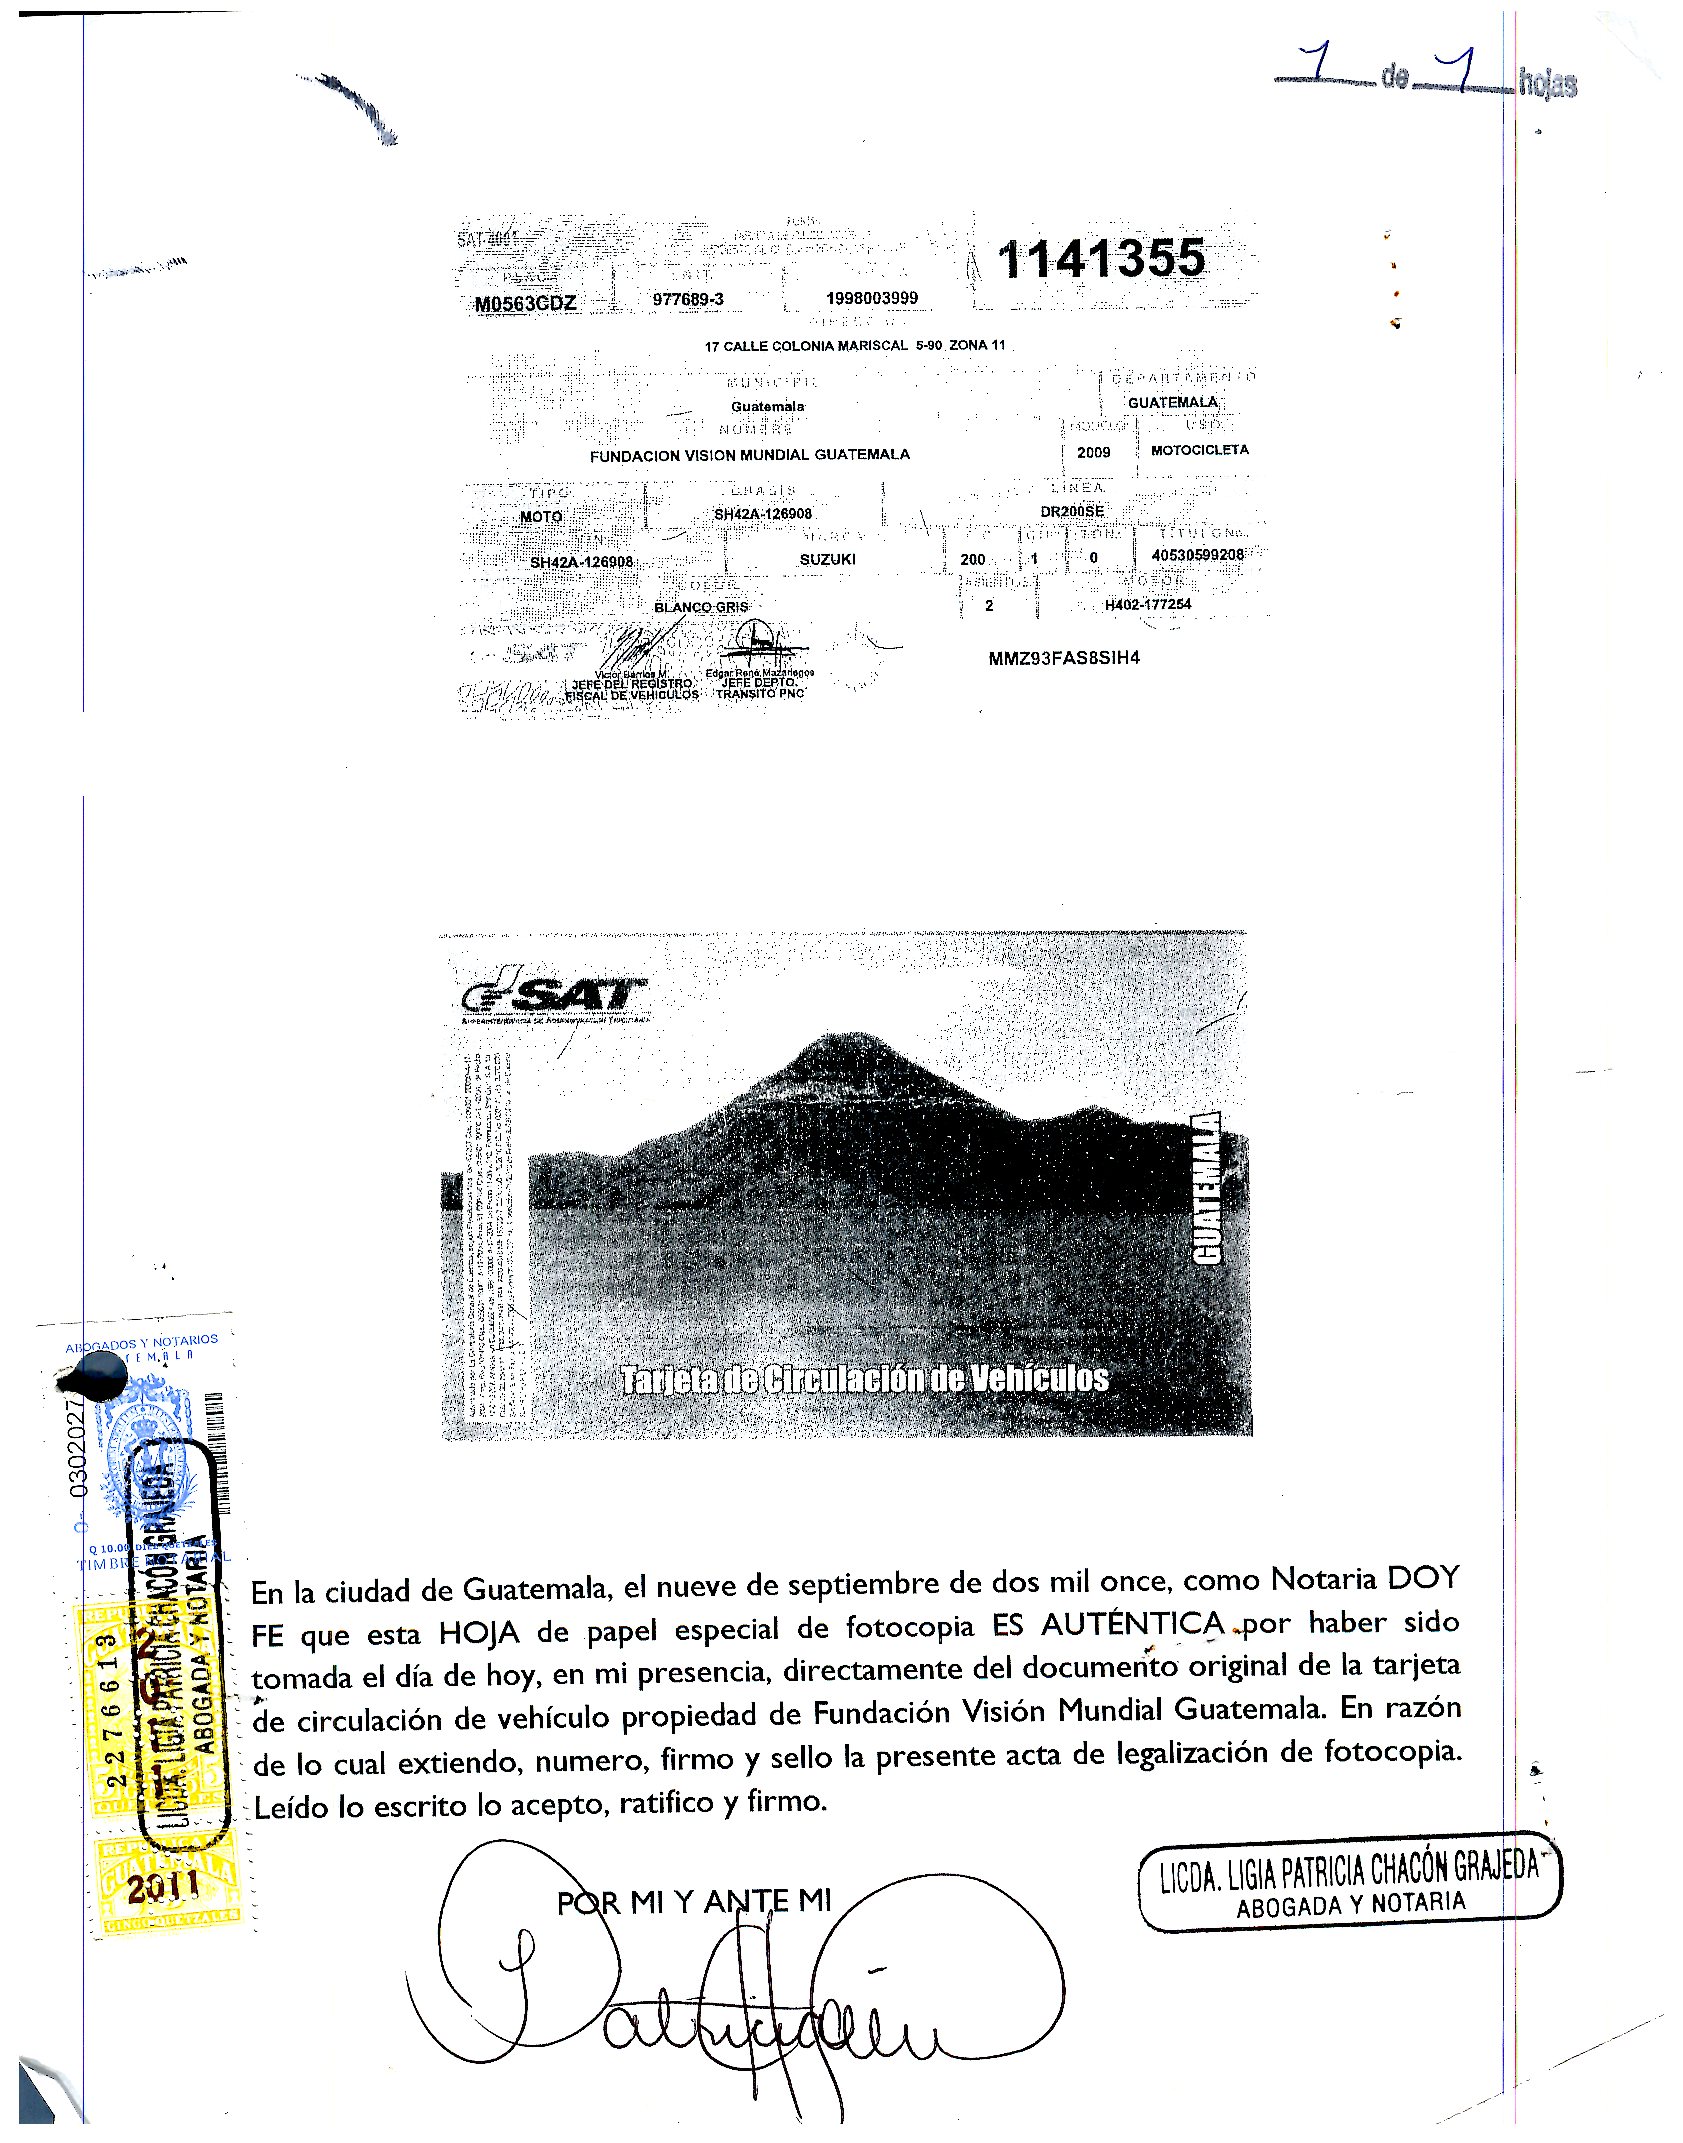 1 de 1 hojas
SAT-4001
1141355
PLACA
NIT
M0563CDZ
977689-3
1998003999
17 CALLE COLONIA MARISCAL 5-90 ZONA 11
MUNICIPIO
DEPARTAMENTO
Guatemala
GUATEMALA
NOMBRE
MODELO
USO
FUNDACION VISION MUNDIAL GUATEMALA
2009
MOTOCICLETA
TIPO
CHASIS
LINEA
MOTO
SH42A-126908
DR200SE
VIN
MARCA
TITULO No.
SH42A-126908
SUZUKI
200
1
0
40530599208
COLOR
ASIENTOS
MOTOR
BLANCO GRIS
2
H402-177254
SAT
MMZ93FAS8SIH4
Victor Barrios M.
Edgar René Mazariegos
JEFE DEL REGISTRO
JEFE DEPTO.
FISCAL DE VEHICULOS
TRANSITO PNC
SAT
SUPERINTENDENCIA DE ADMINISTRACION TRIBUTARIA
GUATEMALA
Tarjeta de Circulación de Vehículos
ABOGADOS Y NOTARIOS
0302027
Q 10.00 DIEZ QUETZALES
TIMBRE NOTARIAL
LICDA. LIGIA PATRICIA CHACÓN GRAJEDA
ABOGADA Y NOTARIA
2276613
En la ciudad de Guatemala, el nueve de septiembre de dos mil once, como Notaria DOY
FE que esta HOJA de papel especial de fotocopia ES AUTÉNTICA por haber sido
tomada el día de hoy, en mi presencia, directamente del documento original de la tarjeta
de circulación de vehículo propiedad de Fundación Visión Mundial Guatemala. En razón
de lo cual extiendo, numero, firmo y sello la presente acta de legalización de fotocopia.
Leído lo escrito lo acepto, ratifico y firmo.
REPUBLICA DE
GUATEMALA
2011
CINCO QUETZALES
POR MI Y ANTE MI
LICDA. LIGIA PATRICIA CHACÓN GRAJEDA
ABOGADA Y NOTARIA